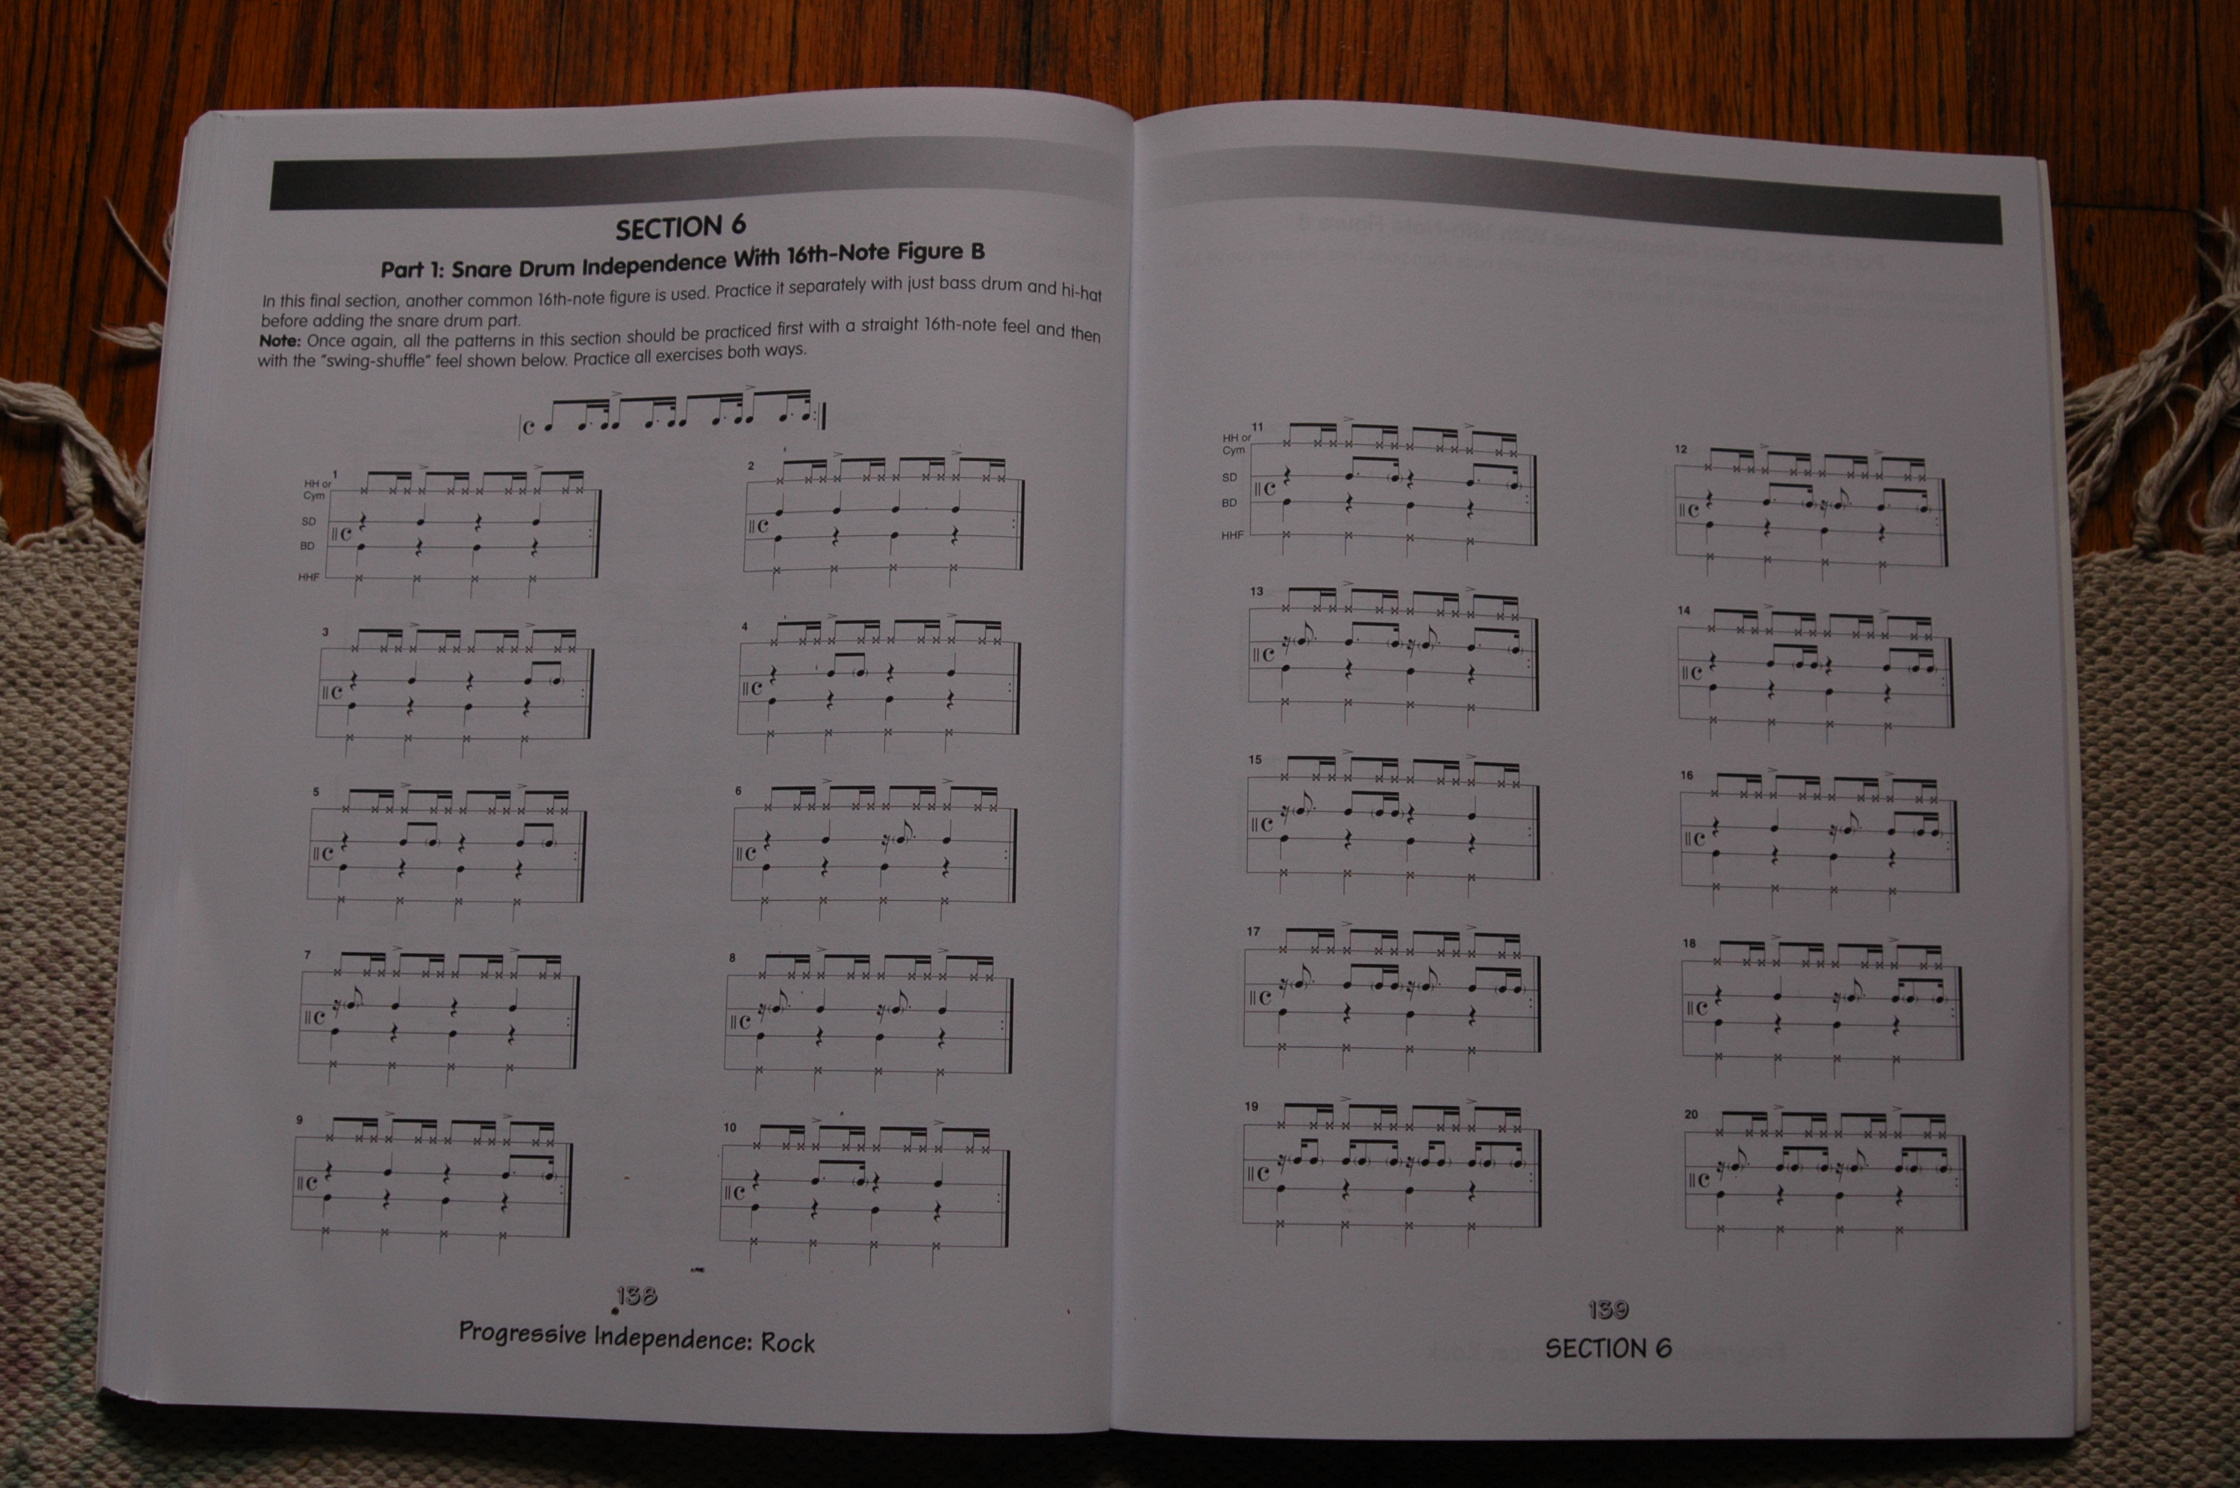 SECTION 6
Part 1: Snare Drum Independence With 16th-Note Figure B
In this final section, another common 16th-note figure is used. Practice it separately with just bass drum and hi-hat
before adding the snare drum part.
Note: Once again, all the patterns in this section should be practiced first with a straight 16th-note feel and then
with the "swing-shuffle" feel shown below. Practice all exercises both ways.
1
HH or
Cym
SD
BD
HHF
2
3
4
5
6
7
8
9
10
138
Progressive Independence: Rock
11
HH or
Cym
SD
BD
HHF
12
13
14
15
16
17
18
19
20
139
SECTION 6